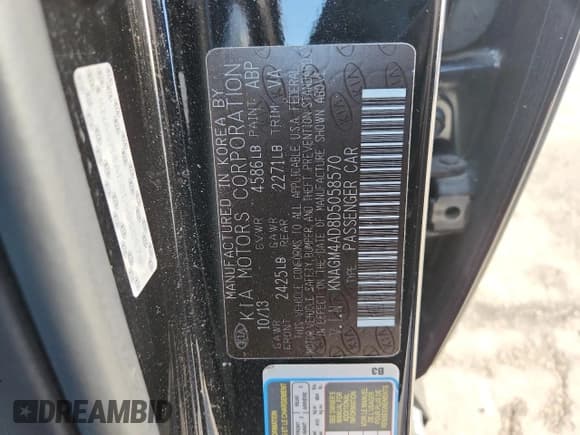 MANUFACTURED IN KOREA BY
KIA MOTORS CORPORATION
10/13 GVWR 4586LB PAINT ABP
GAWR FRONT 2425LB GAWR REAR 2271LB TRIM VA
THIS VEHICLE CONFORMS TO ALL APPLICABLE U.S.A. FEDERAL
MOTOR VEHICLE SAFETY, BUMPER, AND THEFT PREVENTION STANDARDS
IN EFFECT ON THE DATE OF MANUFACTURE SHOWN ABOVE
V.I.N: KNAGM4AD8D5058570
TYPE: PASSENGER CAR
B3
DREAMBID